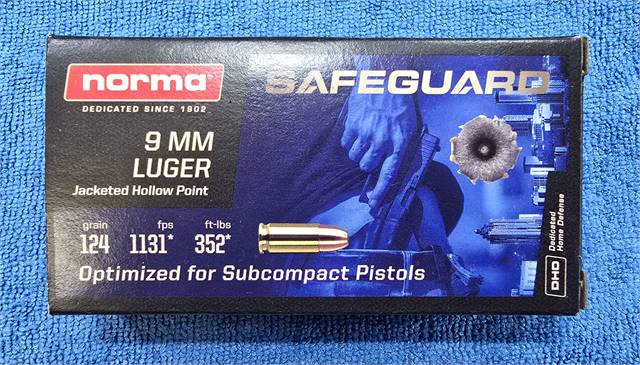 norma
SAFEGUARD
DEDICATED SINCE 1902
9 MM
LUGER
Jacketed Hollow Point
grain fps ft-lbs
124 1131* 352*
Optimized for Subcompact Pistols
DHD Dedicated
Home Defense